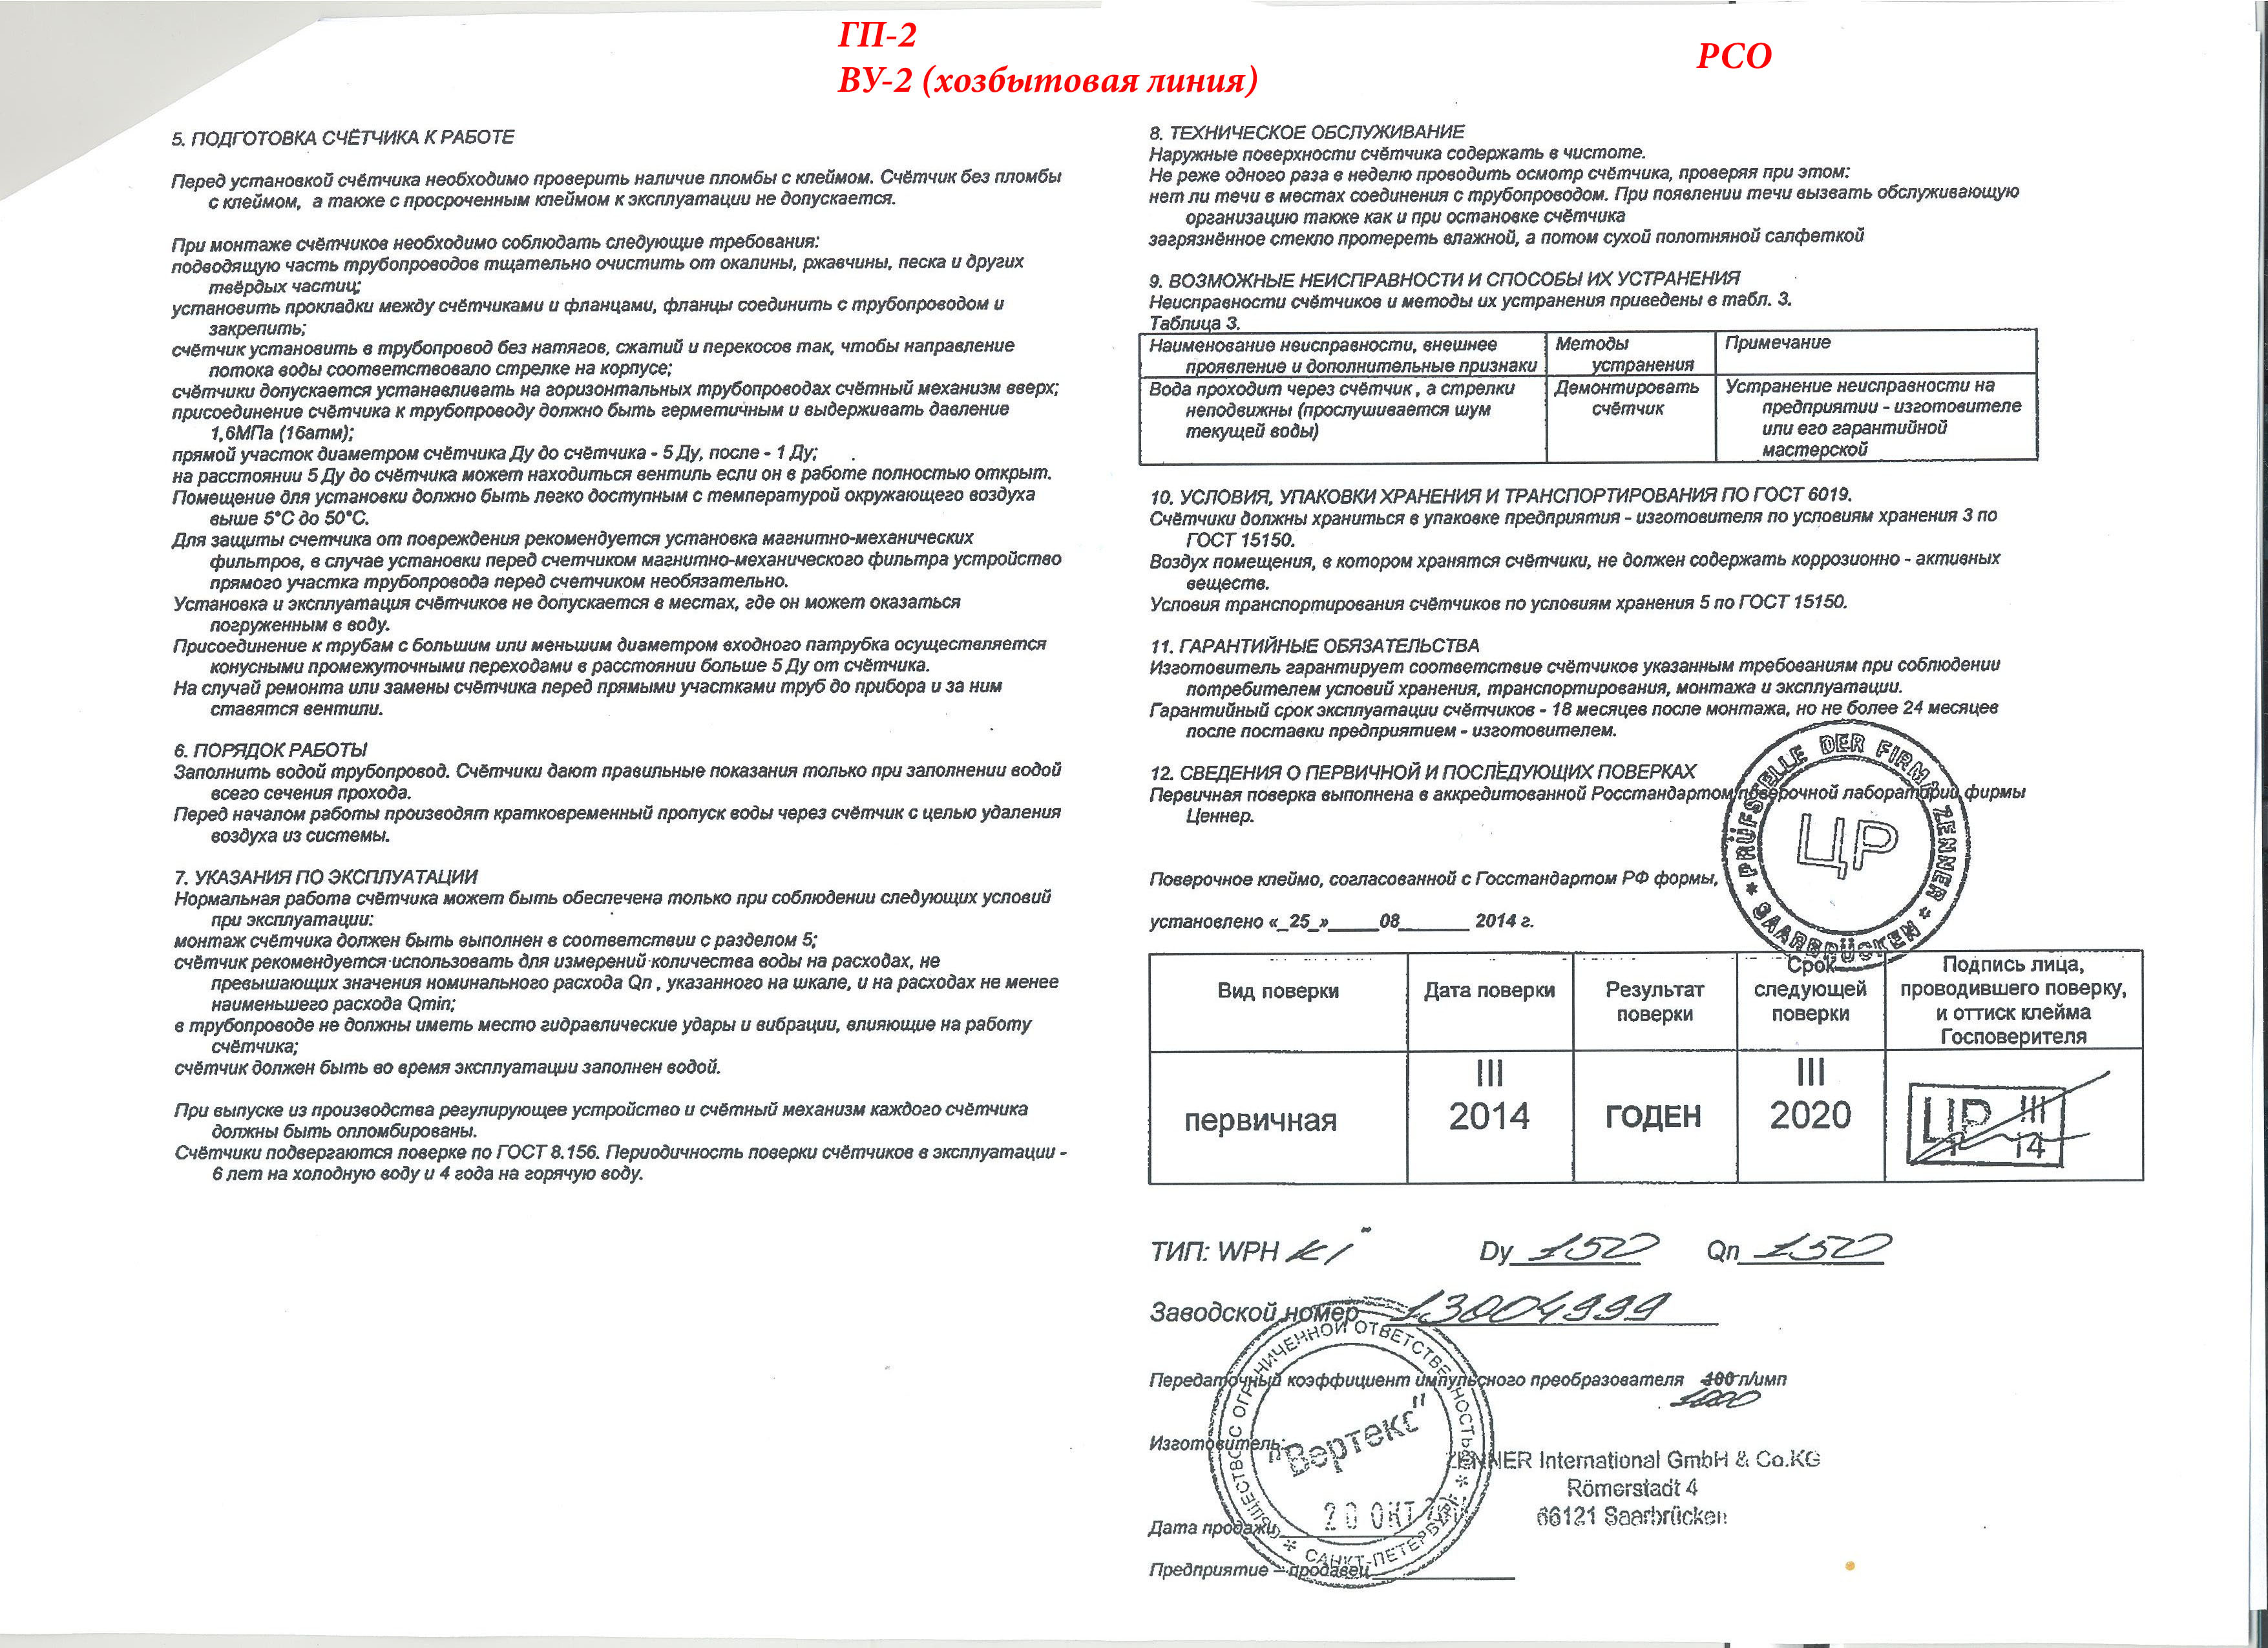 ГП-2
ВУ-2 (хозбытовая линия)
РСО
5. ПОДГОТОВКА СЧЁТЧИКА К РАБОТЕ
Перед установкой счётчика необходимо проверить наличие пломбы с клеймом. Счётчик без пломбы
с клеймом, а также с просроченным клеймом к эксплуатации не допускается.
При монтаже счётчиков необходимо соблюдать следующие требования:
подводящую часть трубопроводов тщательно очистить от окалины, ржавчины, песка и других
твёрдых частиц;
установить прокладки между счётчиками и фланцами, фланцы соединить с трубопроводом и
закрепить;
счётчик установить в трубопровод без натягов, сжатий и перекосов так, чтобы направление
потока воды соответствовало стрелке на корпусе;
счётчики допускается устанавливать на горизонтальных трубопроводах счётный механизм вверх;
присоединение счётчика к трубопроводу должно быть герметичным и выдерживать давление
1,6МПа (16атм);
прямой участок диаметром счётчика Ду до счётчика - 5 Ду, после - 1 Ду;
на расстоянии 5 Ду до счётчика может находиться вентиль если он в работе полностью открыт.
Помещение для установки должно быть легко доступным с температурой окружающего воздуха
выше 5°С до 50°С.
Для защиты счетчика от повреждения рекомендуется установка магнитно-механических
фильтров, в случае установки перед счетчиком магнитно-механического фильтра устройство
прямого участка трубопровода перед счетчиком необязательно.
Установка и эксплуатация счётчиков не допускается в местах, где он может оказаться
погруженным в воду.
Присоединение к трубам с большим или меньшим диаметром входного патрубка осуществляется
конусными промежуточными переходами в расстоянии больше 5 Ду от счётчика.
На случай ремонта или замены счётчика перед прямыми участками труб до прибора и за ним
ставятся вентили.
6. ПОРЯДОК РАБОТЫ
Заполнить водой трубопровод. Счётчики дают правильные показания только при заполнении водой
всего сечения прохода.
Перед началом работы производят кратковременный пропуск воды через счётчик с целью удаления
воздуха из системы.
7. УКАЗАНИЯ ПО ЭКСПЛУАТАЦИИ
Нормальная работа счётчика может быть обеспечена только при соблюдении следующих условий
при эксплуатации:
монтаж счётчика должен быть выполнен в соответствии с разделом 5;
счётчик рекомендуется использовать для измерений количества воды на расходах, не
превышающих значения номинального расхода Qn , указанного на шкале, и на расходах не менее
наименьшего расхода Qmin;
в трубопроводе не должны иметь место гидравлические удары и вибрации, влияющие на работу
счётчика;
счётчик должен быть во время эксплуатации заполнен водой.
При выпуске из производства регулирующее устройство и счётный механизм каждого счётчика
должны быть опломбированы.
Счётчики подвергаются поверке по ГОСТ 8.156. Периодичность поверки счётчиков в эксплуатации -
6 лет на холодную воду и 4 года на горячую воду.
8. ТЕХНИЧЕСКОЕ ОБСЛУЖИВАНИЕ
Наружные поверхности счётчика содержать в чистоте.
Не реже одного раза в неделю проводить осмотр счётчика, проверяя при этом:
нет ли течи в местах соединения с трубопроводом. При появлении течи вызвать обслуживающую
организацию также как и при остановке счётчика
загрязнённое стекло протереть влажной, а потом сухой полотняной салфеткой
9. ВОЗМОЖНЫЕ НЕИСПРАВНОСТИ И СПОСОБЫ ИХ УСТРАНЕНИЯ
Неисправности счётчиков и методы их устранения приведены в табл. 3.
Таблица 3.
Наименование неисправности, внешнее
проявление и дополнительные признаки
Методы
устранения
Примечание
Вода проходит через счётчик , а стрелки
неподвижны (прослушивается шум
текущей воды)
Демонтировать
счётчик
Устранение неисправности на
предприятии - изготовителе
или его гарантийной
мастерской
10. УСЛОВИЯ, УПАКОВКИ ХРАНЕНИЯ И ТРАНСПОРТИРОВАНИЯ ПО ГОСТ 6019.
Счётчики должны храниться в упаковке предприятия - изготовителя по условиям хранения 3 по
ГОСТ 15150.
Воздух помещения, в котором хранятся счётчики, не должен содержать коррозионно - активных
веществ.
Условия транспортирования счётчиков по условиям хранения 5 по ГОСТ 15150.
11. ГАРАНТИЙНЫЕ ОБЯЗАТЕЛЬСТВА
Изготовитель гарантирует соответствие счётчиков указанным требованиям при соблюдении
потребителем условий хранения, транспортирования, монтажа и эксплуатации.
Гарантийный срок эксплуатации счётчиков - 18 месяцев после монтажа, но не более 24 месяцев
после поставки предприятием - изготовителем.
12. СВЕДЕНИЯ О ПЕРВИЧНОЙ И ПОСЛЕДУЮЩИХ ПОВЕРКАХ
Первичная поверка выполнена в аккредитованной Росстандартом поверочной лаборатории фирмы
Ценнер.
* PRÜFSTELLE DER FIRMA ZENNER * SAARBRÜCKEN
ЦР
Поверочное клеймо, согласованной с Госстандартом РФ формы,
установлено «_25_»_____08_______ 2014 г.
Вид поверки
Дата поверки
Результат
поверки
Срок
следующей
поверки
Подпись лица,
проводившего поверку,
и оттиск клейма
Госповерителя
первичная
III
2014
ГОДЕН
III
2020
ЦР III
14
ТИП: WPH KI
Dy 150
Qn 150
Заводской номер 13004999
Передаточный коэффициент импульсного преобразователя 100 л/имп
1000
Изготовитель:
ZENNER International GmbH & Co.KG
Römerstadt 4
66121 Saarbrücken
ОБЩЕСТВО С ОГРАНИЧЕННОЙ ОТВЕТСТВЕННОСТЬЮ * САНКТ-ПЕТЕРБУРГ *
"Вертекс"
Дата продажи 20 ОКТ
Предприятие – продавец